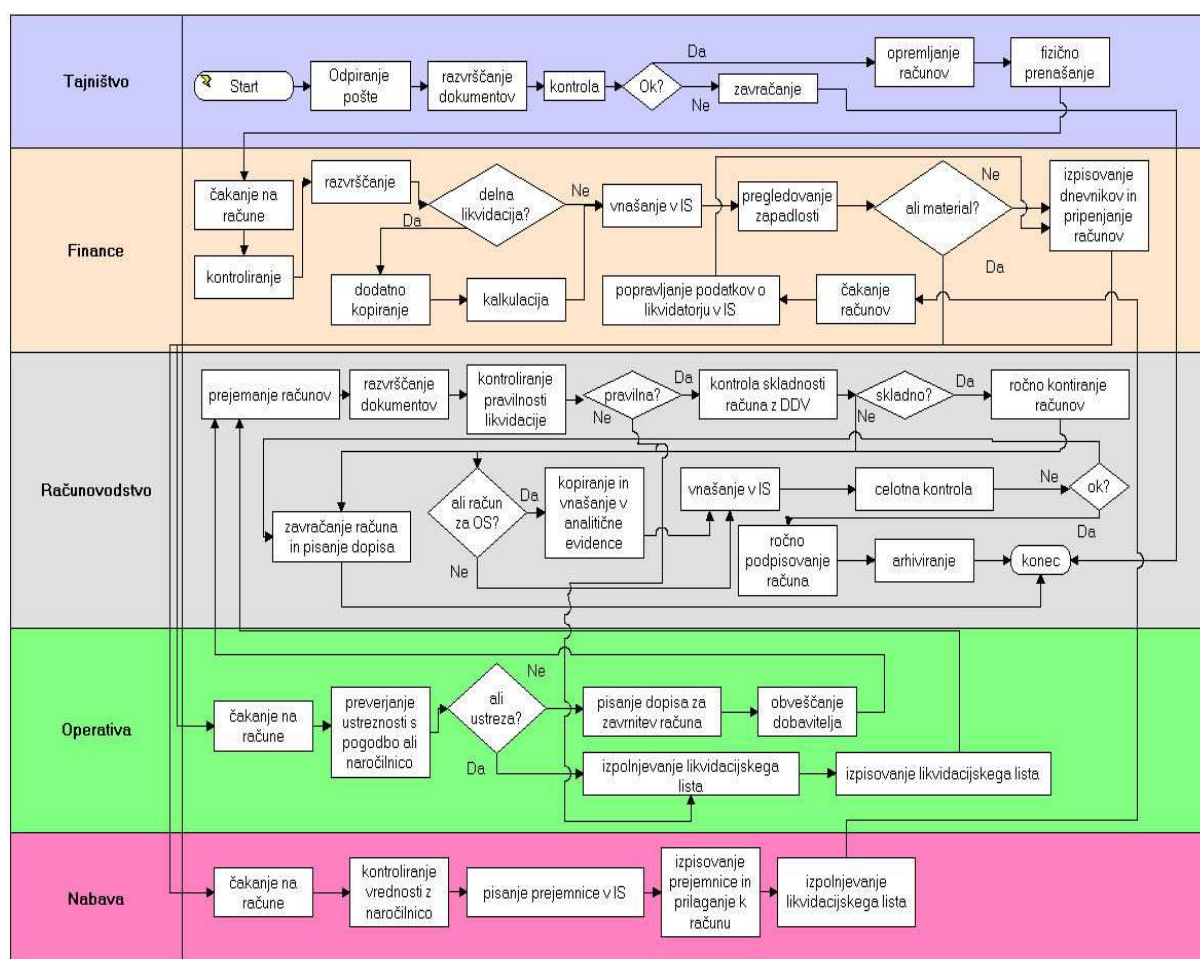 Tajništvo
Start
Odpiranje
pošte
razvrščanje
dokumentov
kontrola
Ok?
Da
Ne
zavračanje
opremljanje
računov
fizično
prenašanje
Finance
čakanje na
račune
kontroliranje
razvrščanje
delna
likvidacija?
Ne
Da
dodatno
kopiranje
kalkulacija
vnašanje v IS
pregledovanje
zapadlosti
ali material?
Ne
Da
izpisovanje
dnevnikov in
pripenjanje
računov
popravljanje podatkov o
likvidatorju v IS
čakanje
računov
Računovodstvo
prejemanje računov
razvrščanje
dokumentov
kontroliranje
pravilnosti
likvidacije
pravilna?
Da
Ne
kontrola skladnosti
računa z DDV
skladno?
Da
Ne
ročno kontiranje
računov
zavračanje računa
in pisanje dopisa
ali račun
za OS?
Da
Ne
kopiranje in
vnašanje v
analitične
evidence
vnašanje v IS
celotna kontrola
Ne
ok?
Da
ročno
podpisovanje
računa
arhiviranje
konec
Operativa
čakanje na
račune
preverjanje
ustreznosti s
pogodbo ali
naročilnico
ali
ustreza?
Ne
Da
pisanje dopisa za
zavrnitev računa
obveščanje
dobavitelja
izpolnjevanje likvidacijskega
lista
izpisovanje likvidacijskega lista
Nabava
čakanje na
račune
kontroliranje
vrednosti z
naročilnico
pisanje prejemnice v IS
izpisovanje
prejemnice in
prilaganje k
računu
izpolnjevanje
likvidacijskega lista